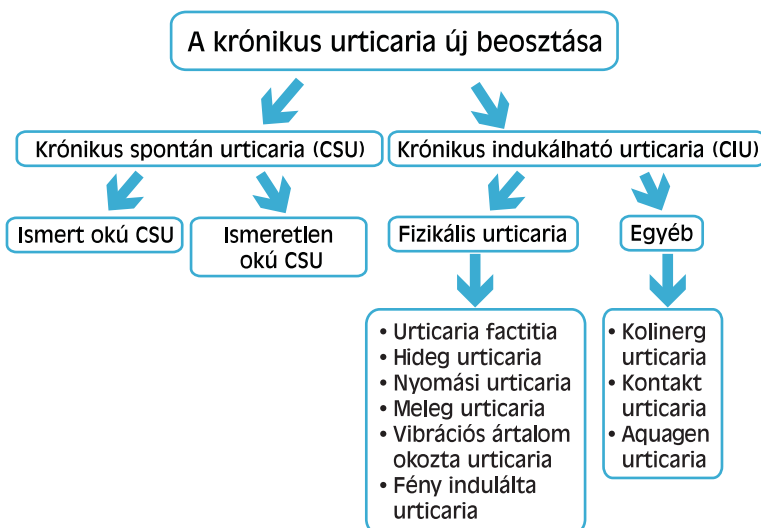 A krónikus urticaria új beosztása
Krónikus spontán urticaria (CSU)
Krónikus indukálható urticaria (CIU)
Ismert okú CSU
Ismeretlen
okú CSU
Fizikális urticaria
Egyéb
• Urticaria factitia
• Hideg urticaria
• Nyomási urticaria
• Meleg urticaria
• Vibrációs ártalom
okozta urticaria
• Fény indulálta
urticaria
• Kolinerg
urticaria
• Kontakt
urticaria
• Aquagen
urticaria